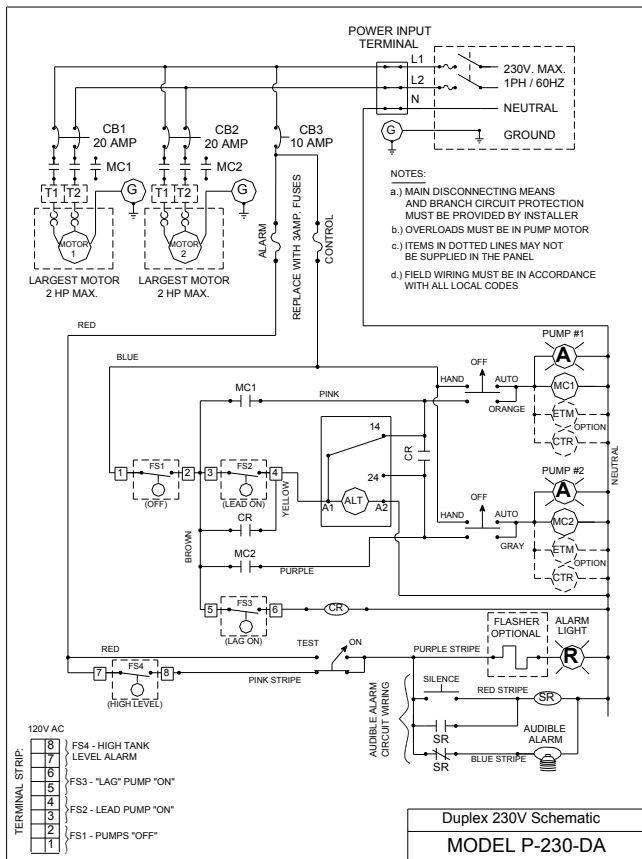 POWER INPUT
TERMINAL
L1
L2
N
230V. MAX.
1PH / 60HZ
NEUTRAL
GROUND
G
CB1
20 AMP
CB2
20 AMP
CB3
10 AMP
MC1
MC2
T1 T2
G
T1 T2
G
MOTOR
1
MOTOR
2
LARGEST MOTOR
2 HP MAX.
LARGEST MOTOR
2 HP MAX.
ALARM
REPLACE WITH 3AMP. FUSES
CONTROL
NOTES:
a.) MAIN DISCONNECTING MEANS
AND BRANCH CIRCUIT PROTECTION
MUST BE PROVIDED BY INSTALLER
b.) OVERLOADS MUST BE IN PUMP MOTOR
c.) ITEMS IN DOTTED LINES MAY NOT
BE SUPPLIED IN THE PANEL
d.) FIELD WIRING MUST BE IN ACCORDANCE
WITH ALL LOCAL CODES
RED
BLUE
MC1
PINK
HAND
OFF
AUTO
ORANGE
PUMP #1
A
MC1
ETM
OPTION
CTR
NEUTRAL
14
24
CR
ALT
A1
A2
1
FS1
2
(OFF)
3
FS2
4
(LEAD ON)
YELLOW
BROWN
CR
MC2
PURPLE
HAND
OFF
AUTO
GRAY
PUMP #2
A
MC2
ETM
OPTION
CTR
5
FS3
6
(LAG ON)
CR
RED
7
FS4
8
(HIGH LEVEL)
PINK STRIPE
TEST
ON
PURPLE STRIPE
FLASHER
OPTIONAL
ALARM
LIGHT
R
AUDIBLE ALARM
CIRCUIT WIRING
SILENCE
RED STRIPE
SR
SR
SR
BLUE STRIPE
AUDIBLE
ALARM
120V AC
TERMINAL STRIP:
8
7
6
5
4
3
2
1
FS4 - HIGH TANK
LEVEL ALARM
FS3 - "LAG" PUMP "ON"
FS2 - LEAD PUMP "ON"
FS1 - PUMPS "OFF"
Duplex 230V Schematic
MODEL P-230-DA